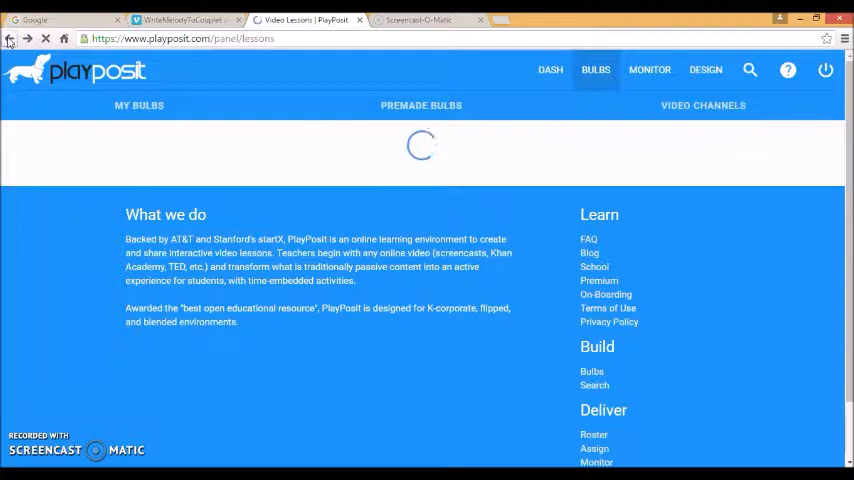 Google
WriteMelodyToCouplet
Video Lessons | PlayPosit
Screencast-O-Matic
https://www.playposit.com/panel/lessons
playposit
DASH
BULBS
MONITOR
DESIGN
MY BULBS
PREMADE BULBS
VIDEO CHANNELS
What we do
Backed by AT&T and Stanford's startX, PlayPosit is an online learning environment to create
and share interactive video lessons. Teachers begin with any online video (screencasts, Khan
Academy, TED, etc.) and transform what is traditionally passive content into an active
experience for students, with time-embedded activities.
Awarded the "best open educational resource", PlayPosit is designed for K-corporate, flipped,
and blended environments.
Learn
FAQ
Blog
School
Premium
On-Boarding
Terms of Use
Privacy Policy
Build
Bulbs
Search
Deliver
Roster
Assign
Monitor
RECORDED WITH
SCREENCAST MATIC